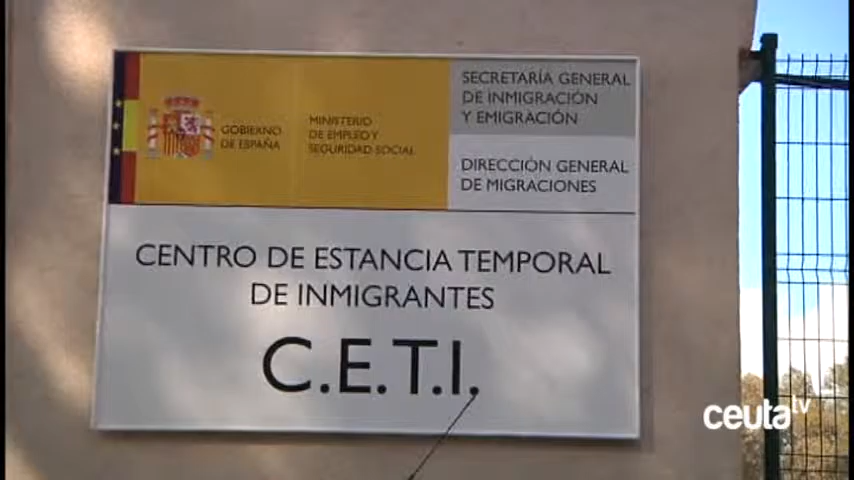 GOBIERNO
DE ESPAÑA
MINISTERIO
DE EMPLEO Y
SEGURIDAD SOCIAL
SECRETARÍA GENERAL
DE INMIGRACIÓN
Y EMIGRACIÓN
DIRECCIÓN GENERAL
DE MIGRACIONES
CENTRO DE ESTANCIA TEMPORAL
DE INMIGRANTES
C.E.T.I.
ceuta tv